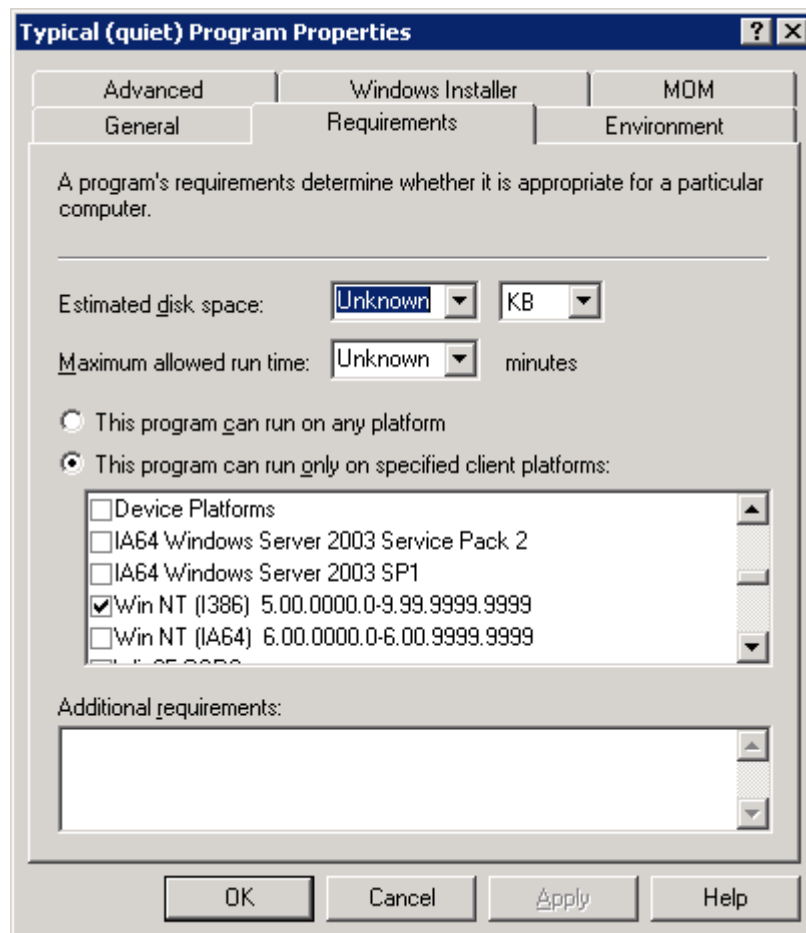 Typical (quiet) Program Properties
Advanced Windows Installer MOM
General Requirements Environment
A program's requirements determine whether it is appropriate for a particular
computer.
Estimated disk space: Unknown KB
Maximum allowed run time: Unknown minutes
This program can run on any platform
This program can run only on specified client platforms:
Device Platforms
IA64 Windows Server 2003 Service Pack 2
IA64 Windows Server 2003 SP1
Win NT (I386) 5.00.0000.0-9.99.9999.9999
Win NT (IA64) 6.00.0000.0-6.00.9999.9999
Additional requirements:
OK Cancel Apply Help